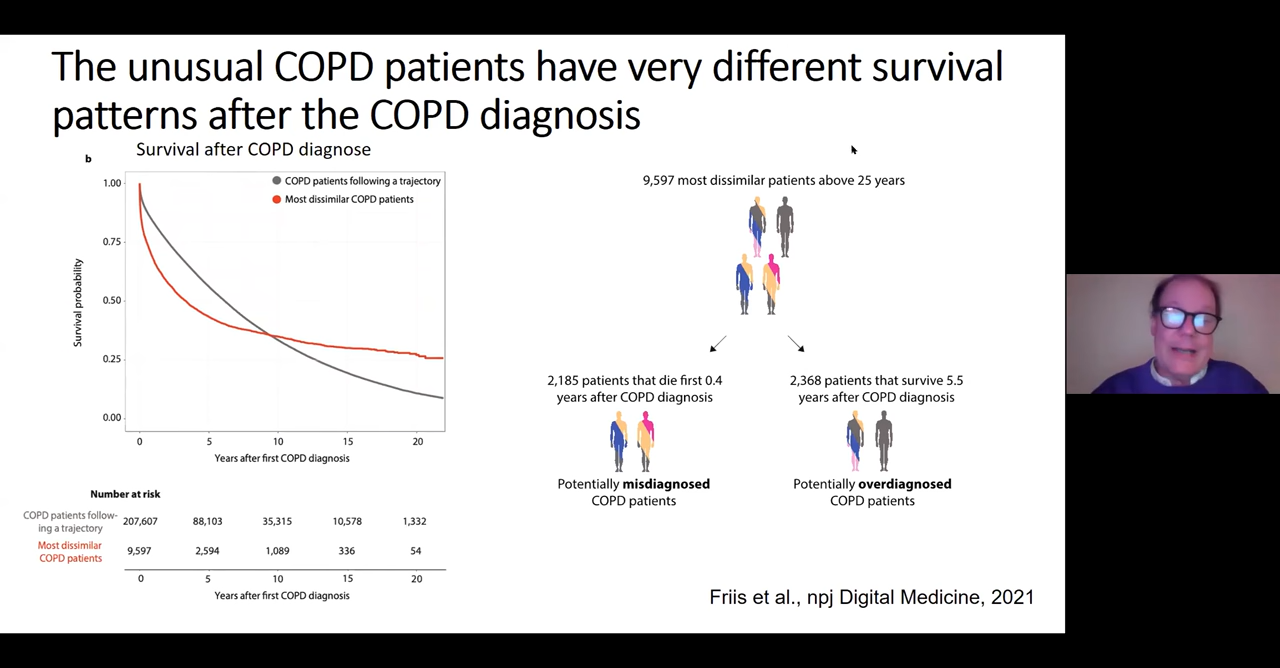 The unusual COPD patients have very different survival
patterns after the COPD diagnosis
Survival after COPD diagnose
b
COPD patients following a trajectory
Most dissimilar COPD patients
1.00
0.75
0.50
0.25
0.00
Survival probability
0 5 10 15 20
Years after first COPD diagnosis
Number at risk
COPD patients follow-
ing a trajectory
207,607 88,103 35,315 10,578 1,332
Most dissimilar
COPD patients
9,597 2,594 1,089 336 54
0 5 10 15 20
Years after first COPD diagnosis
9,597 most dissimilar patients above 25 years
2,185 patients that die first 0.4
years after COPD diagnosis
Potentially misdiagnosed
COPD patients
2,368 patients that survive 5.5
years after COPD diagnosis
Potentially overdiagnosed
COPD patients
Friis et al., npj Digital Medicine, 2021